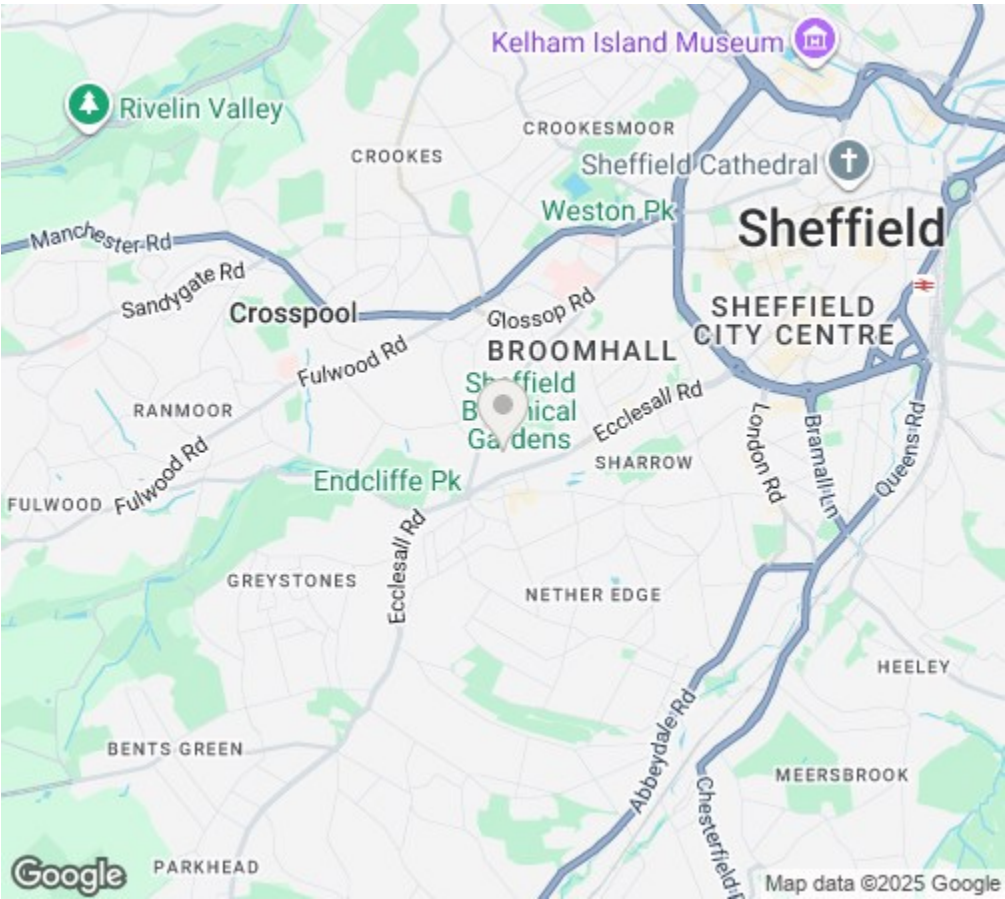 Kelham Island Museum
Rivelin Valley
CROOKESMOOR
CROOKES
Sheffield Cathedral
Weston Pk
Sheffield
Manchester Rd
Sandygate Rd
Crosspool
Glossop Rd
SHEFFIELD
CITY CENTRE
Fulwood Rd
BROOMHALL
Sheffield
Gardens
Ecclesall Rd
RANMOOR
London Rd
Bramall Ln
Queens Rd
Fulwood Rd
SHARROW
Endcliffe Pk
FULWOOD
Ecclesall Rd
GREYSTONES
NETHER EDGE
HEELEY
Abbeydale Rd
BENTS GREEN
MEERSBROOK
Chesterfield
PARKHEAD
Google
Map data ©2025 Google